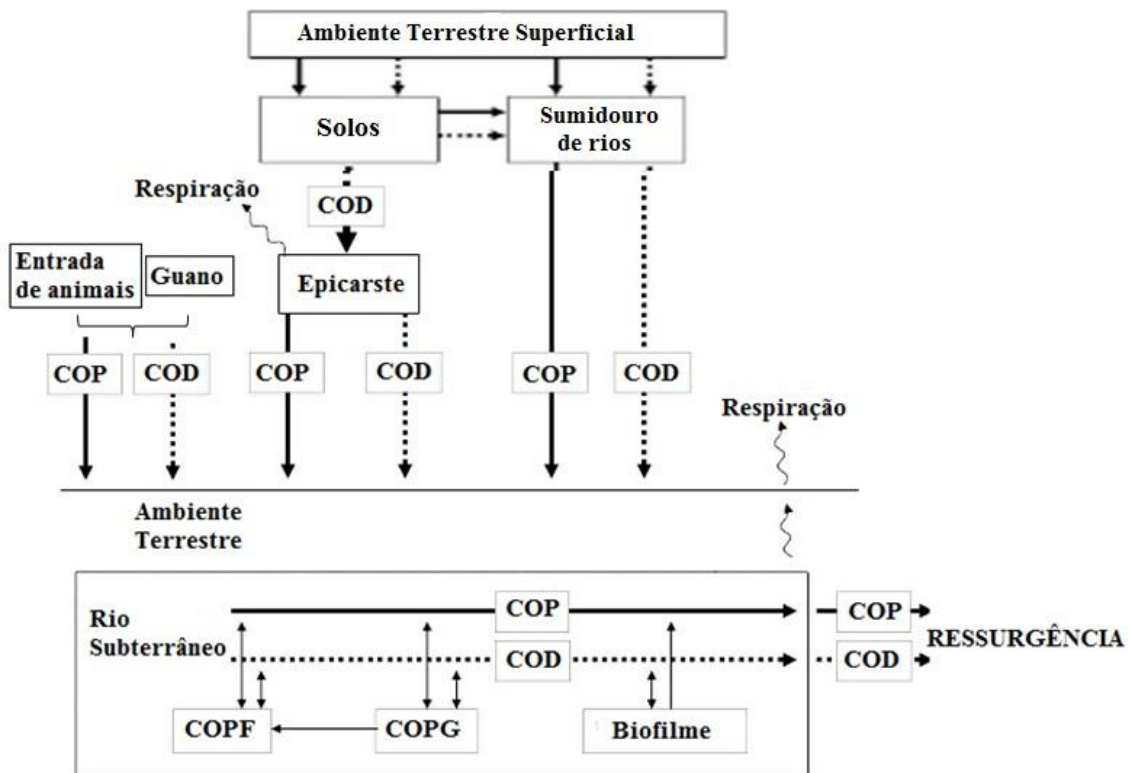 Ambiente Terrestre Superficial
Solos
Sumidouro
de rios
Respiração
COD
Entrada
de animais
Guano
Epicarste
COP
COD
COP
COD
COP
COD
Respiração
Ambiente
Terrestre
Rio
Subterrâneo
COP
COD
COP
COD
RESSURGÊNCIA
COPF
COPG
Biofilme